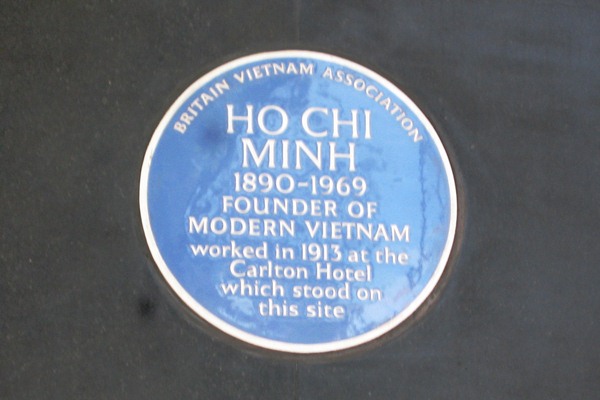 BRITAIN VIETNAM ASSOCIATION
HO CHI
MINH
1890-1969
FOUNDER OF
MODERN VIETNAM
worked in 1913 at the
Carlton Hotel
which stood on
this site